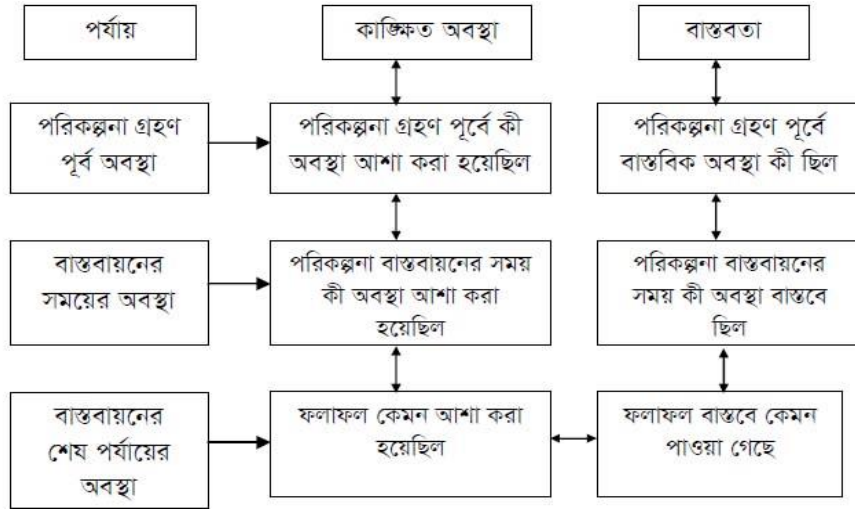 পর্যায়
কাঙ্ক্ষিত অবস্থা
বাস্তবতা
পরিকল্পনা গ্রহণ
পূর্ব অবস্থা
পরিকল্পনা গ্রহণ পূর্বে কী
অবস্থা আশা করা হয়েছিল
পরিকল্পনা গ্রহণ পূর্বে
বাস্তবিক অবস্থা কী ছিল
বাস্তবায়নের
সময়ের অবস্থা
পরিকল্পনা বাস্তবায়নের সময়
কী অবস্থা আশা করা
হয়েছিল
পরিকল্পনা বাস্তবায়নের
সময় কী অবস্থা বাস্তবে
ছিল
বাস্তবায়নের
শেষ পর্যায়ের
অবস্থা
ফলাফল কেমন আশা করা
হয়েছিল
ফলাফল বাস্তবে কেমন
পাওয়া গেছে